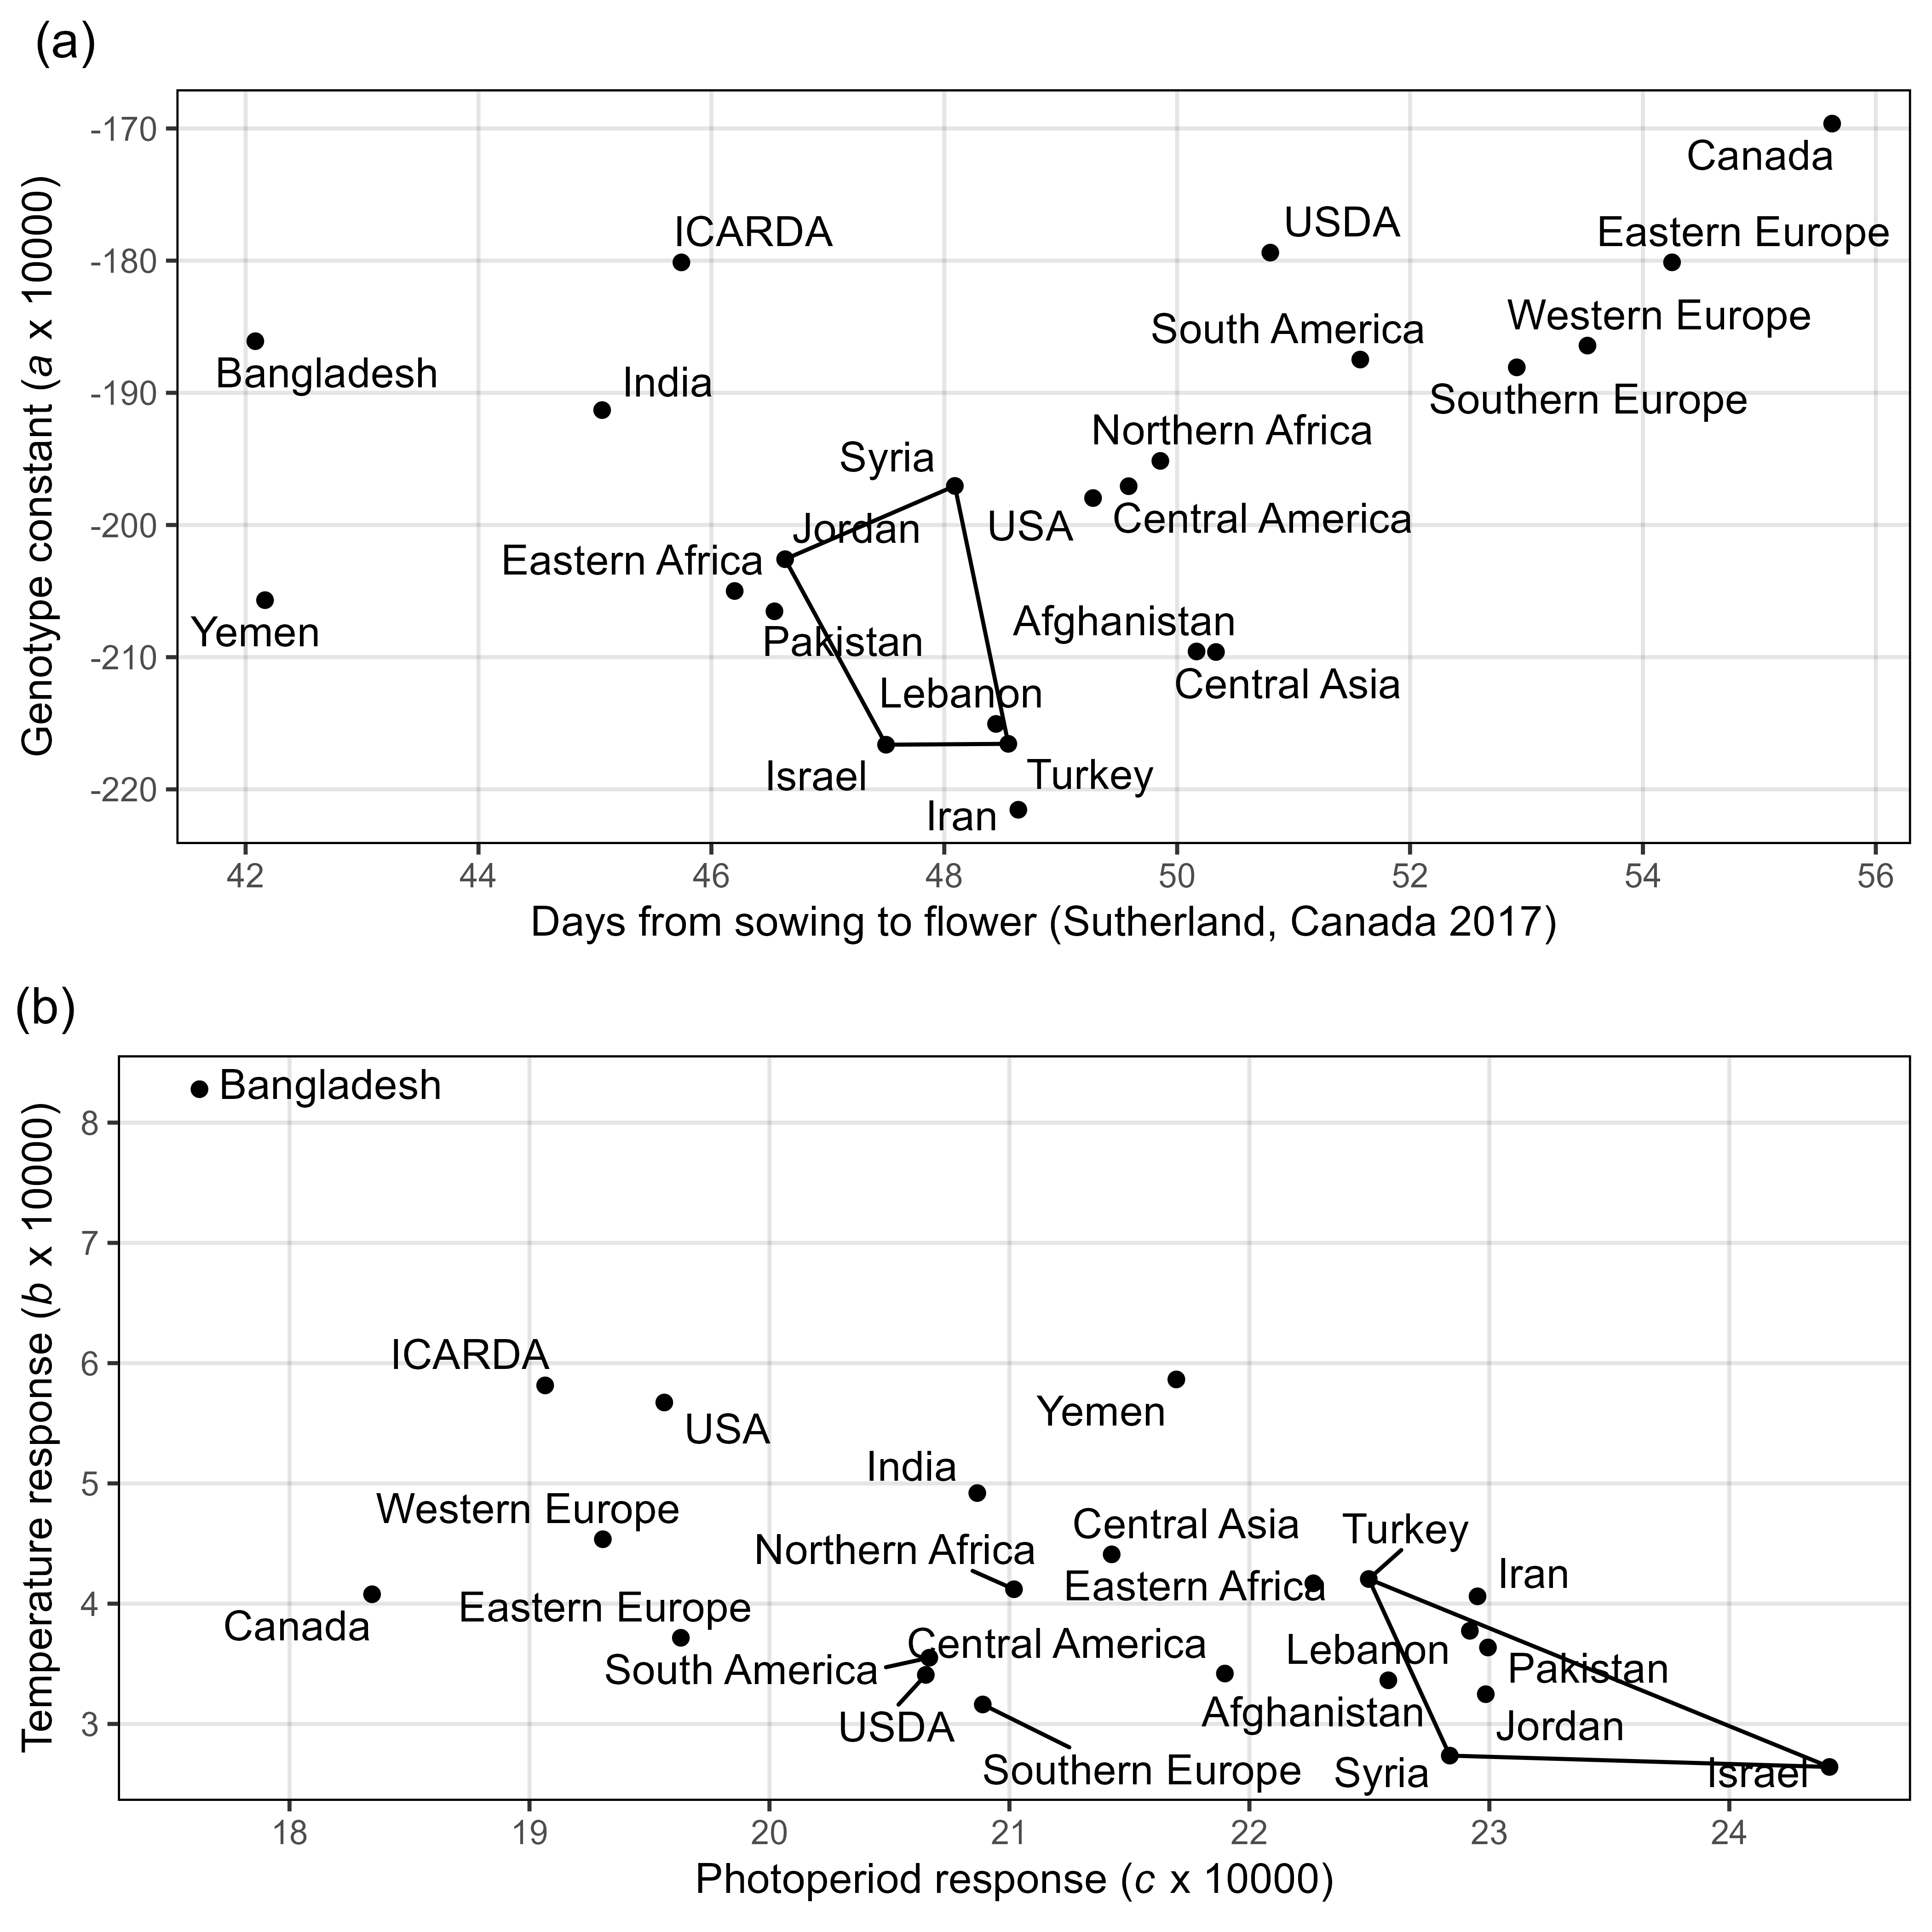 (a)
Genotype constant (a x 10000)
-170
-180
-190
-200
-210
-220
Canada
USDA
ICARDA
Eastern Europe
Western Europe
South America
Bangladesh
India
Southern Europe
Northern Africa
Syria
USA
Central America
Jordan
Eastern Africa
Yemen
Pakistan
Afghanistan
Central Asia
Lebanon
Israel
Turkey
Iran
42 44 46 48 50 52 54 56
Days from sowing to flower (Sutherland, Canada 2017)
(b)
Temperature response (b x 10000)
8
7
6
5
4
3
Bangladesh
ICARDA
USA
Yemen
India
Western Europe
Central Asia
Turkey
Northern Africa
Iran
Eastern Africa
Eastern Europe
Canada
Central America
Lebanon
South America
Pakistan
Afghanistan
USDA
Jordan
Southern Europe
Syria
Israel
18 19 20 21 22 23 24
Photoperiod response (c x 10000)